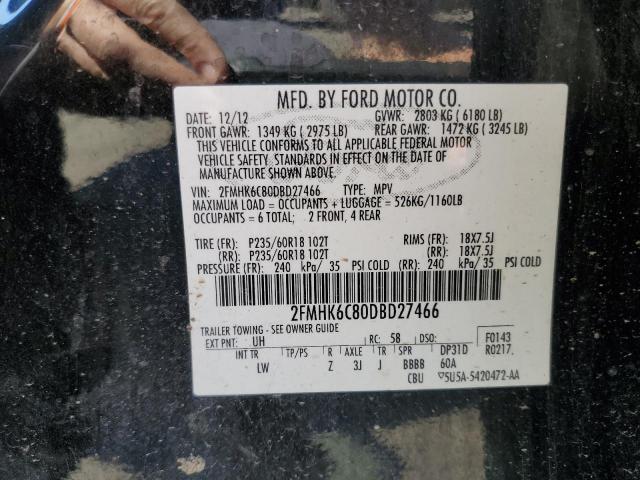 MFD. BY FORD MOTOR CO.
DATE: 12/12 GVWR: 2803 KG ( 6180 LB)
FRONT GAWR: 1349 KG ( 2975 LB) REAR GAWR: 1472 KG ( 3245 LB)
THIS VEHICLE CONFORMS TO ALL APPLICABLE FEDERAL MOTOR
VEHICLE SAFETY STANDARDS IN EFFECT ON THE DATE OF
MANUFACTURE SHOWN ABOVE.
VIN: 2FMHK6C80DBD27466 TYPE: MPV
MAXIMUM LOAD = OCCUPANTS + LUGGAGE = 526KG/1160LB
OCCUPANTS = 6 TOTAL; 2 FRONT, 4 REAR
TIRE (FR): P235/60R18 102T RIMS (FR): 18X7.5J
(RR): P235/60R18 102T (RR): 18X7.5J
PRESSURE (FR): 240 kPa/ 35 PSI COLD (RR): 240 kPa/ 35 PSI COLD
2FMHK6C80DBD27466
TRAILER TOWING - SEE OWNER GUIDE
EXT PNT: UH RC: 58 DSO: F0143
INT TR TP/PS R AXLE TR SPR DP31D R0217
LW Z 3J J BBBB 60A
CBU 5U5A-5420472-AA